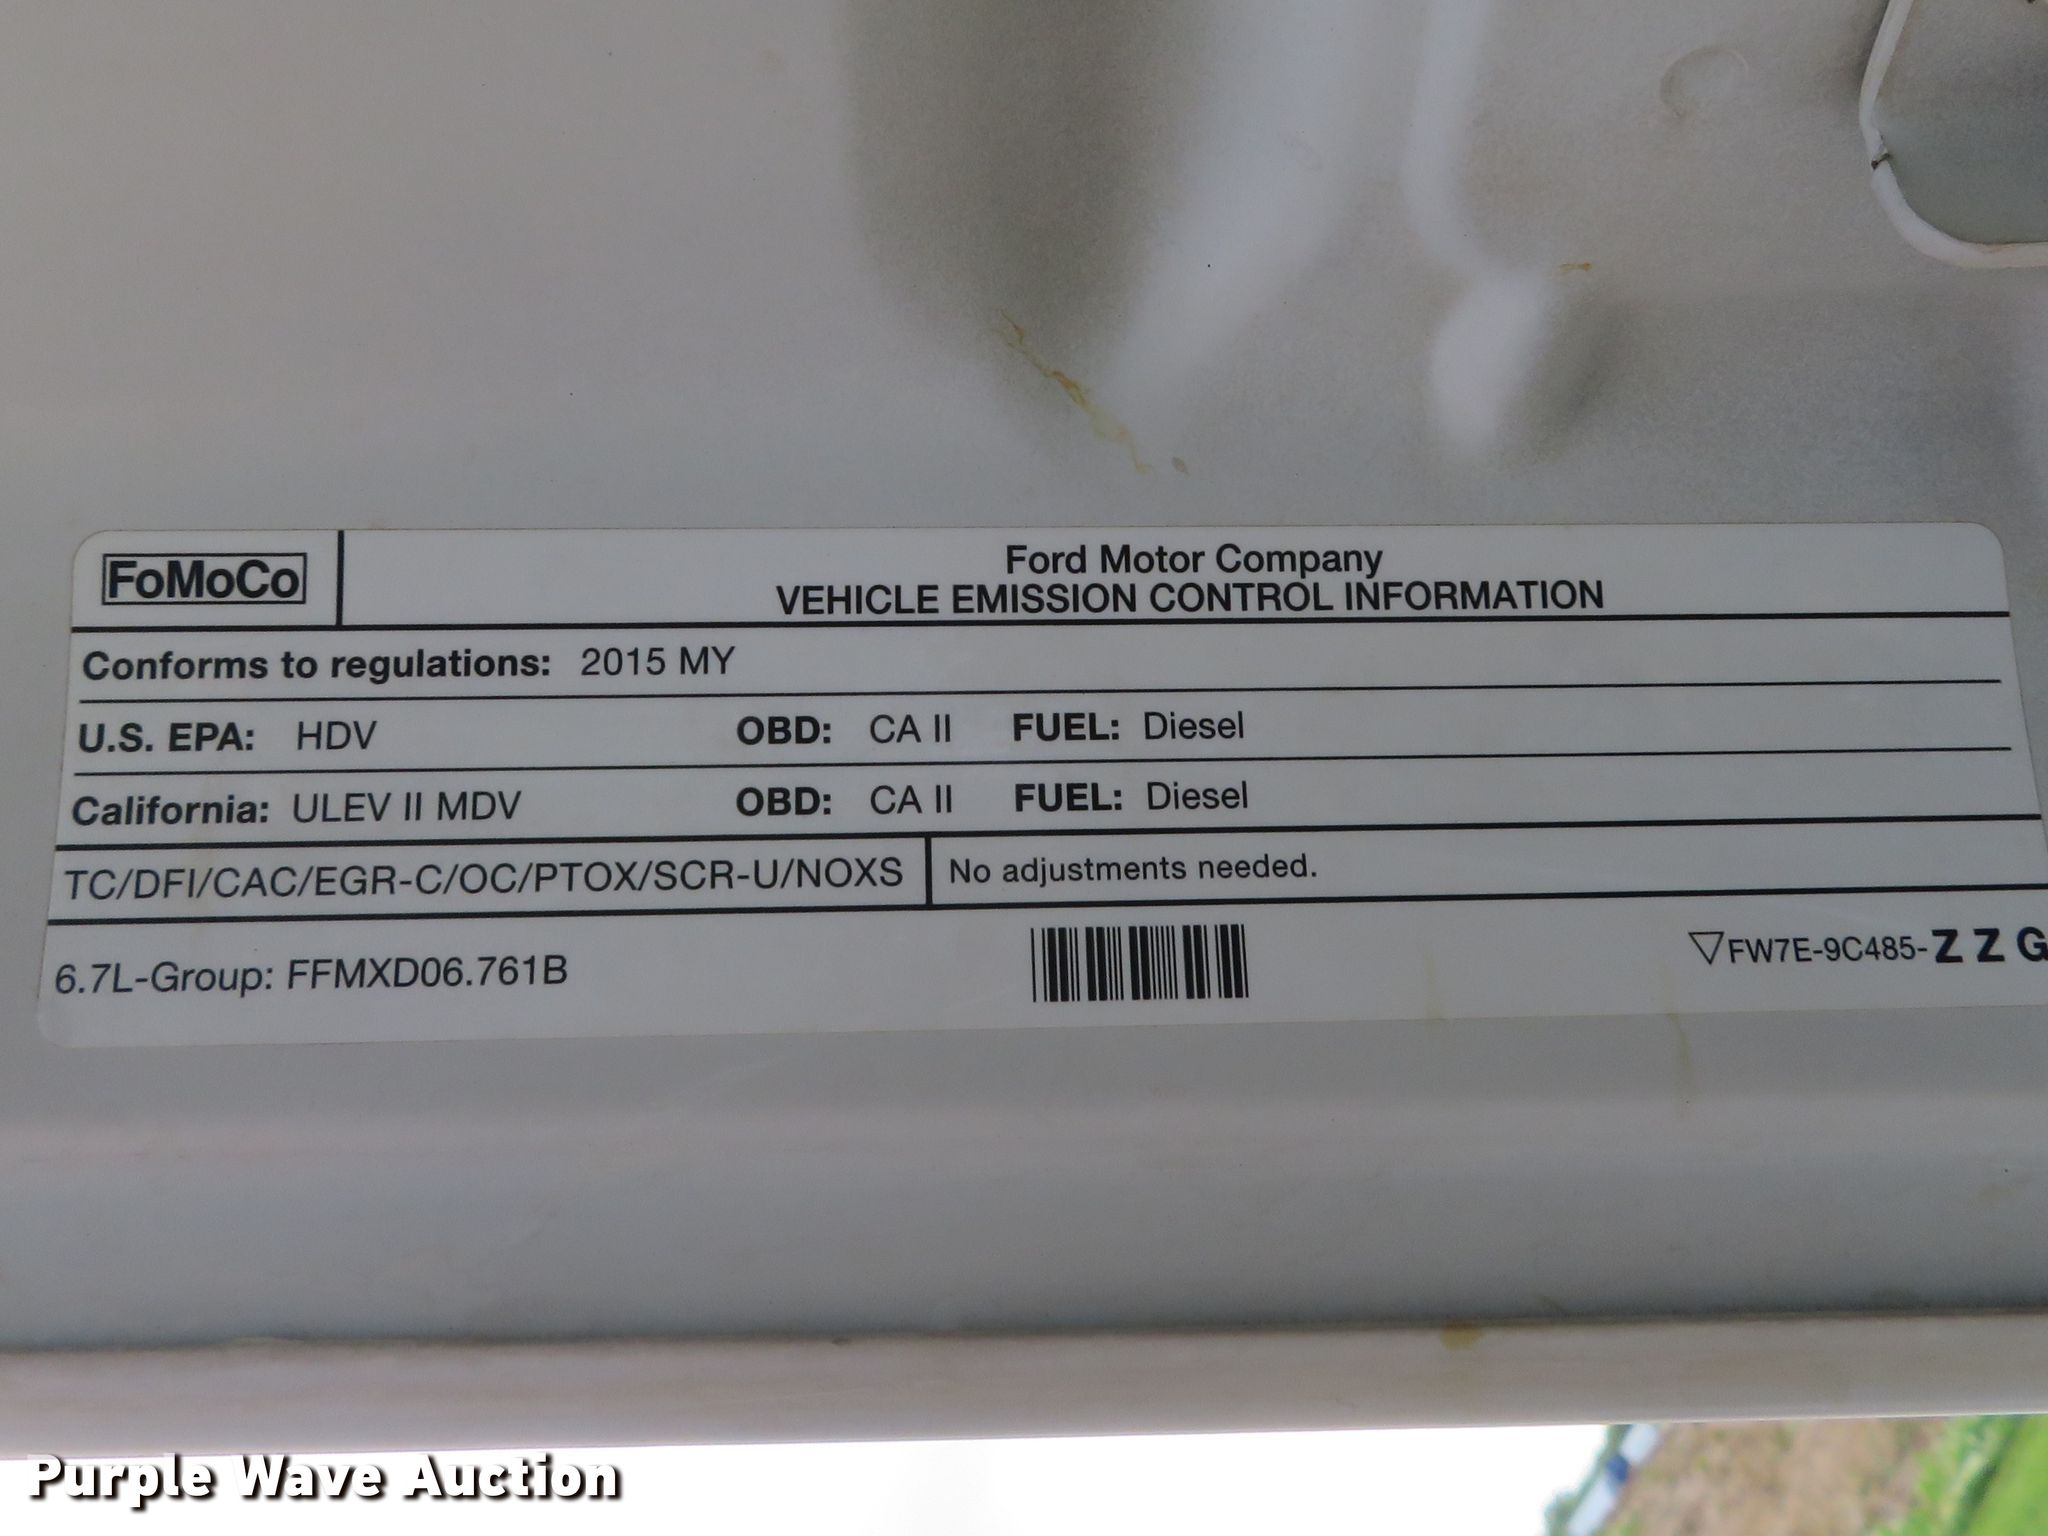 FoMoCo
Ford Motor Company
VEHICLE EMISSION CONTROL INFORMATION
Conforms to regulations: 2015 MY
U.S. EPA: HDV OBD: CA II FUEL: Diesel
California: ULEV II MDV OBD: CA II FUEL: Diesel
TC/DFI/CAC/EGR-C/OC/PTOX/SCR-U/NOXS No adjustments needed.
6.7L-Group: FFMXD06.761B FW7E-9C485-Z Z G
Purple Wave Auction